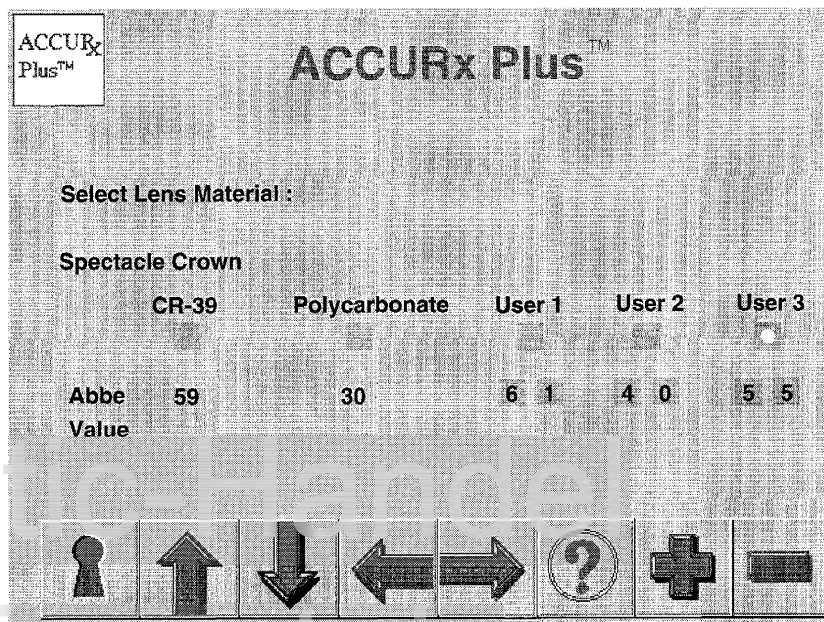 ACCURx
Plus™
ACCURx Plus™
Select Lens Material :
Spectacle Crown
CR-39 Polycarbonate User 1 User 2 User 3
Abbe 59 30 6 1 4 0 5 5
Value
?